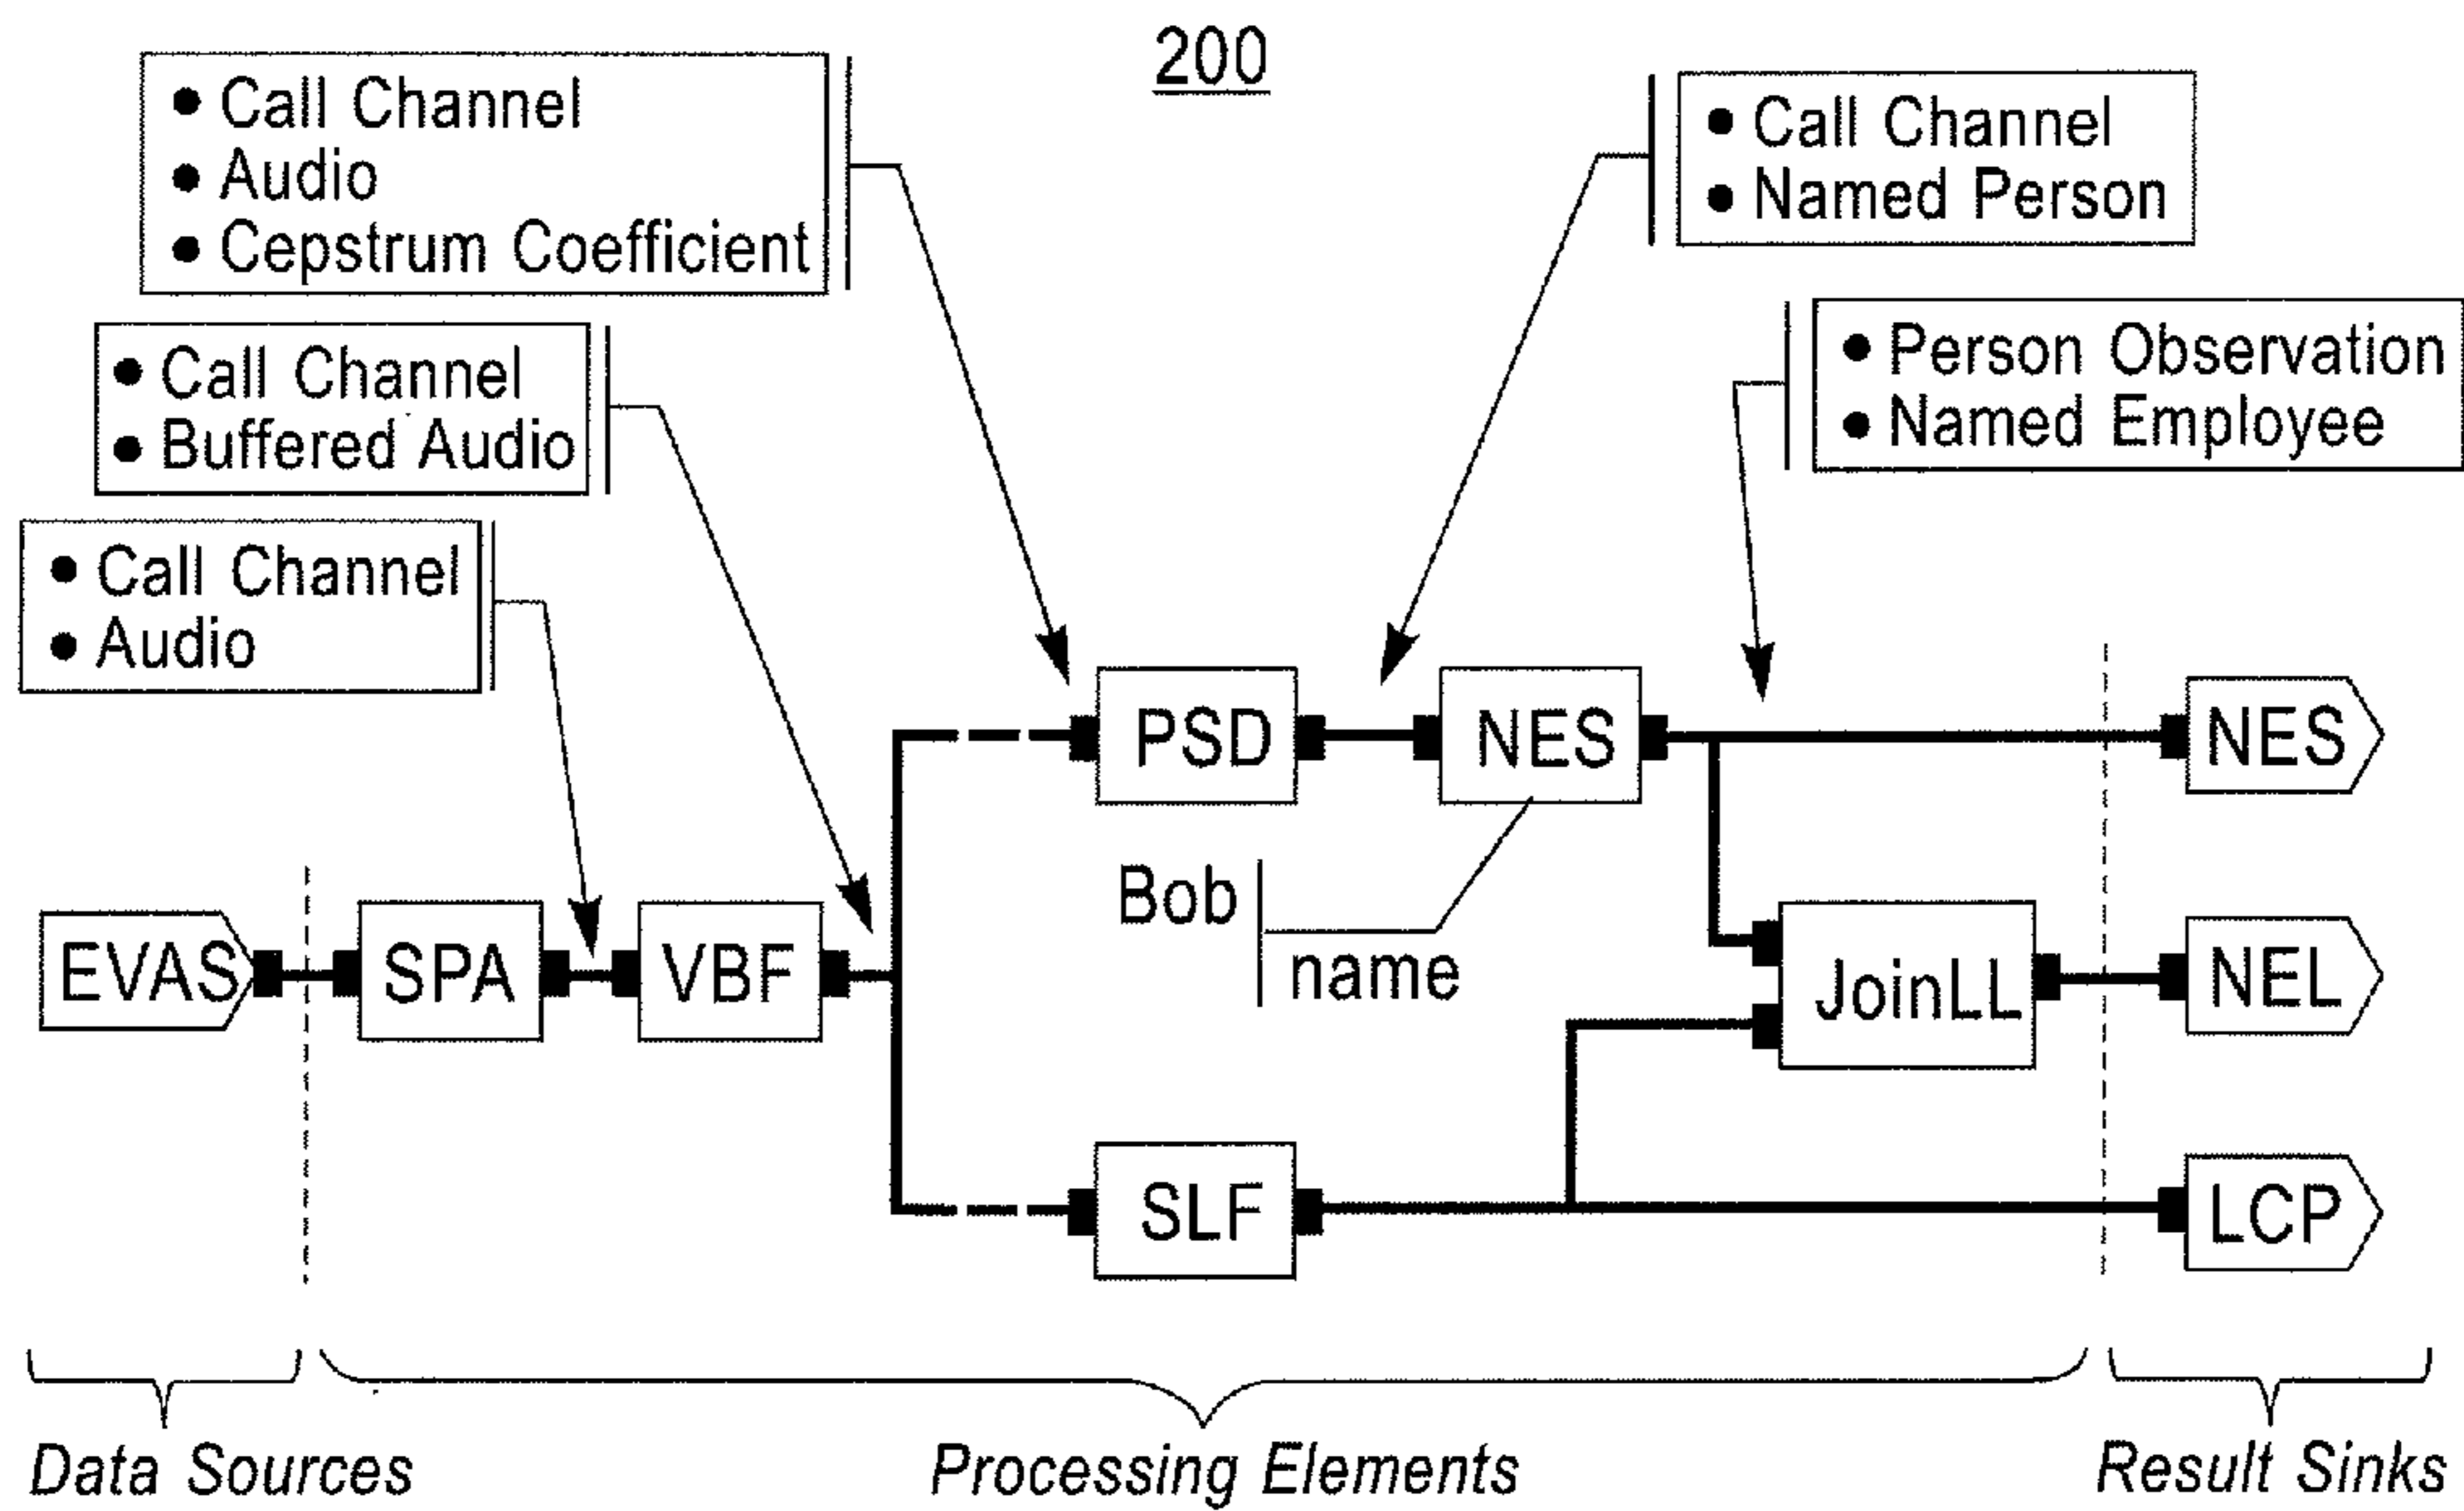 200
• Call Channel
• Audio
• Cepstrum Coefficient
• Call Channel
• Named Person
• Call Channel
• Buffered Audio
• Person Observation
• Named Employee
• Call Channel
• Audio
PSD
NES
NES
Bob
name
EVAS
SPA
VBF
JoinLL
NEL
SLF
LCP
Data Sources
Processing Elements
Result Sinks